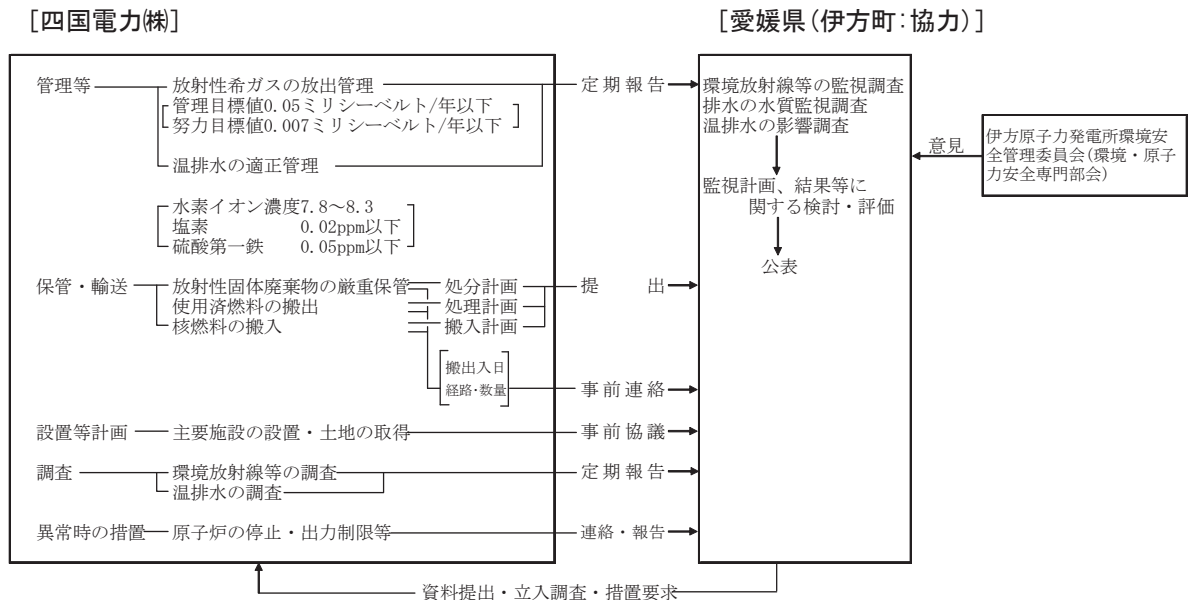 ［四国電力㈱］
［愛媛県（伊方町：協力）］
管理等
放射性希ガスの放出管理
管理目標値0.05ミリシーベルト/年以下
努力目標値0.007ミリシーベルト/年以下
温排水の適正管理
水素イオン濃度7.8～8.3
塩素 0.02ppm以下
硫酸第一鉄 0.05ppm以下
保管・輸送
放射性固体廃棄物の厳重保管
処分計画
使用済燃料の搬出
処理計画
核燃料の搬入
搬入計画
搬出入日
経路・数量
設置等計画
主要施設の設置・土地の取得
調査
環境放射線等の調査
温排水の調査
異常時の措置
原子炉の停止・出力制限等
定期報告
提出
事前連絡
事前協議
定期報告
連絡・報告
環境放射線等の監視調査
排水の水質監視調査
温排水の影響調査
監視計画、結果等に
関する検討・評価
公表
意見
伊方原子力発電所環境安
全管理委員会(環境・原子
力安全専門部会)
資料提出・立入調査・措置要求